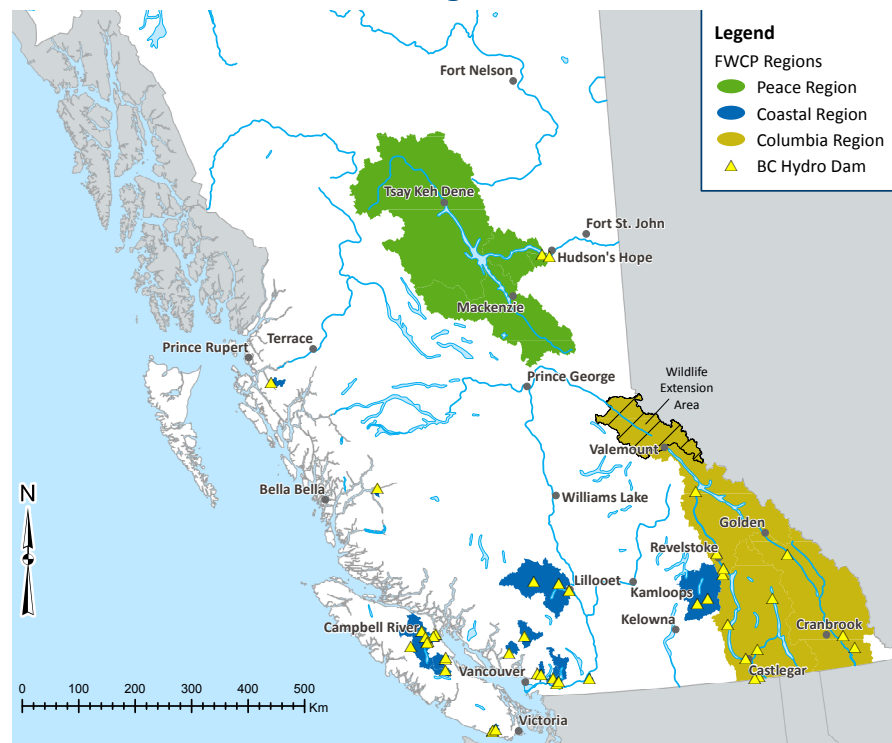 Legend
FWCP Regions
Peace Region
Coastal Region
Columbia Region
BC Hydro Dam
Fort Nelson
Tsay Keh Dene
Fort St. John
Hudson's Hope
Mackenzie
Terrace
Prince Rupert
Prince George
Wildlife
Extension
Area
Valemount
Bella Bella
Williams Lake
N
Golden
Revelstoke
Lillooet
Kamloops
Kelowna
Campbell River
Cranbrook
Castlegar
Vancouver
Victoria
0 100 200 300 400 500
Km